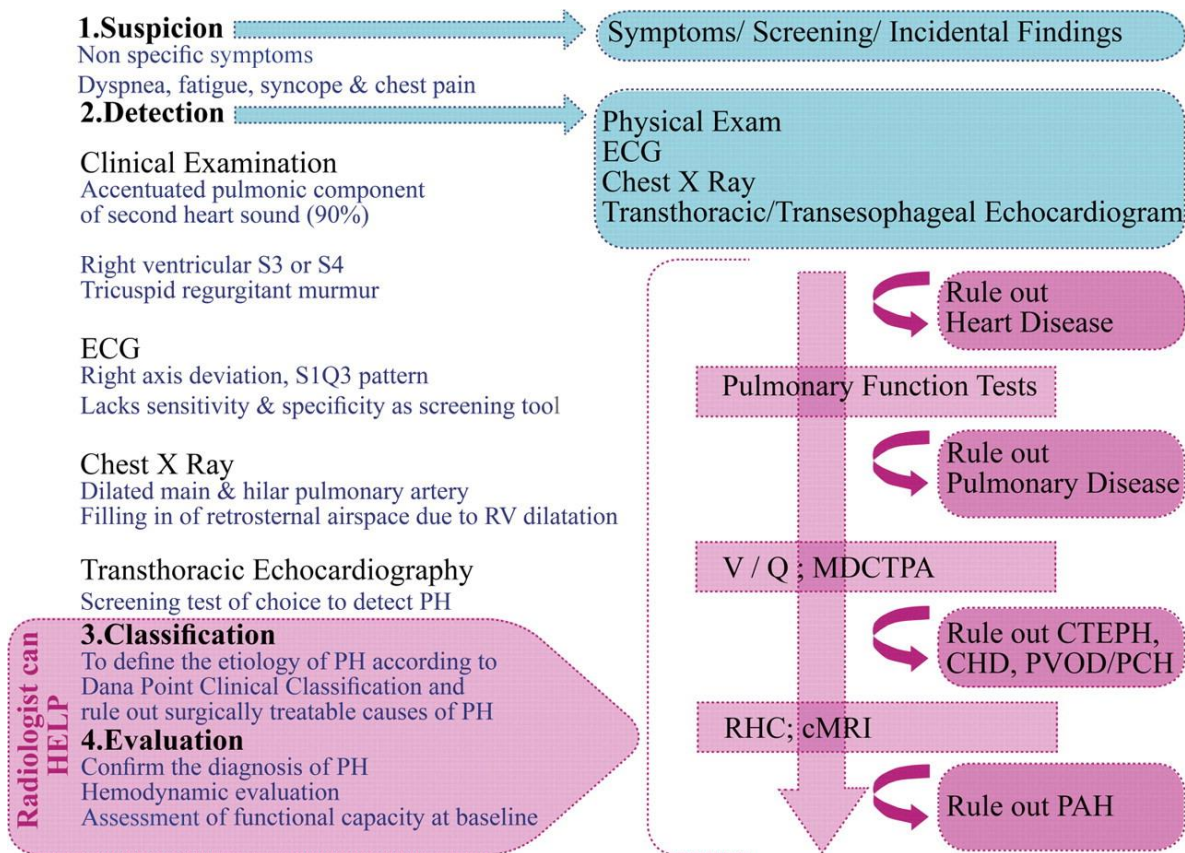 1.Suspicion
Non specific symptoms
Dyspnea, fatigue, syncope & chest pain
2.Detection
Clinical Examination
Accentuated pulmonic component
of second heart sound (90%)
Right ventricular S3 or S4
Tricuspid regurgitant murmur
ECG
Right axis deviation, S1Q3 pattern
Lacks sensitivity & specificity as screening tool
Chest X Ray
Dilated main & hilar pulmonary artery
Filling in of retrosternal airspace due to RV dilatation
Transthoracic Echocardiography
Screening test of choice to detect PH
Radiologist can
HELP
3.Classification
To define the etiology of PH according to
Dana Point Clinical Classification and
rule out surgically treatable causes of PH
4.Evaluation
Confirm the diagnosis of PH
Hemodynamic evaluation
Assessment of functional capacity at baseline
Symptoms/ Screening/ Incidental Findings
Physical Exam
ECG
Chest X Ray
Transthoracic/Transesophageal Echocardiogram
Rule out
Heart Disease
Pulmonary Function Tests
Rule out
Pulmonary Disease
V / Q ; MDCTPA
Rule out CTEPH,
CHD, PVOD/PCH
RHC; cMRI
Rule out PAH